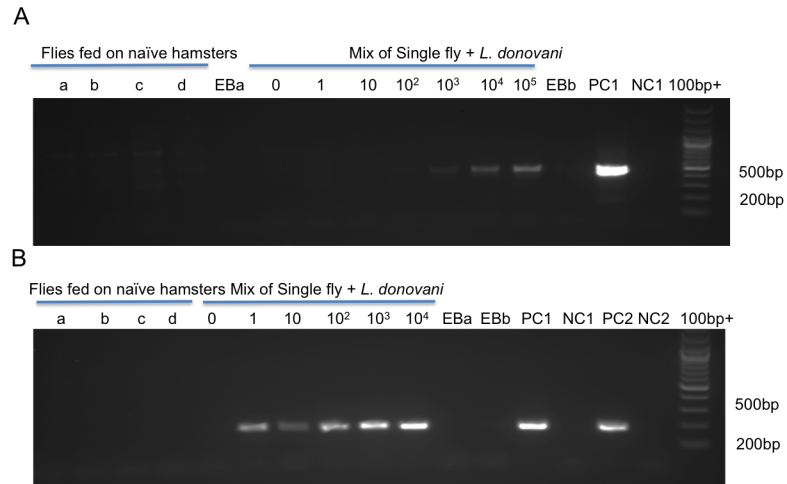 A
Flies fed on naïve hamsters Mix of Single fly + L. donovani
a b c d EBa 0 1 10 10² 10³ 10⁴ 10⁵ EBb PC1 NC1 100bp+
500bp
200bp
B
Flies fed on naïve hamsters Mix of Single fly + L. donovani
a b c d 0 1 10 10² 10³ 10⁴ EBa EBb PC1 NC1 PC2 NC2 100bp+
500bp
200bp